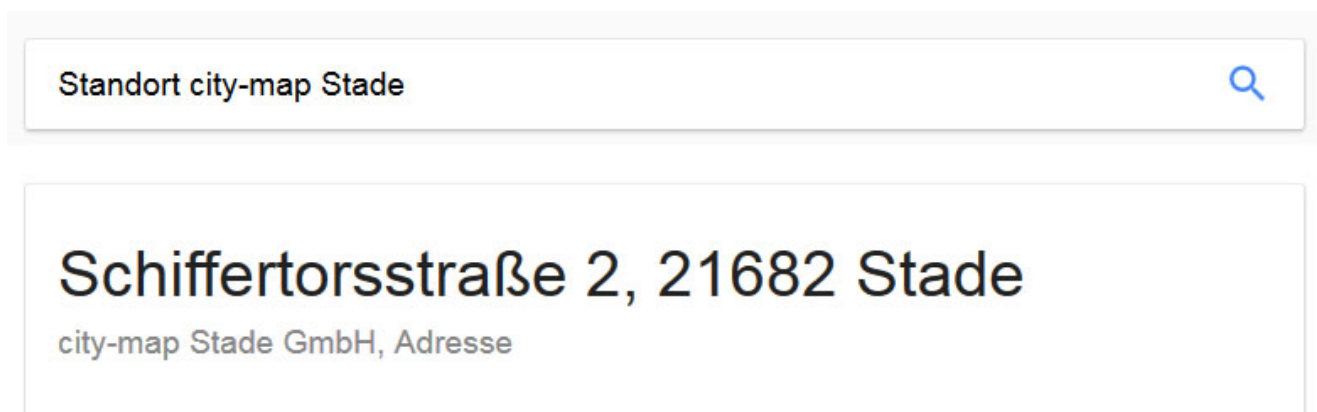 Standort city-map Stade
Schiffertorsstraße 2, 21682 Stade
city-map Stade GmbH, Adresse